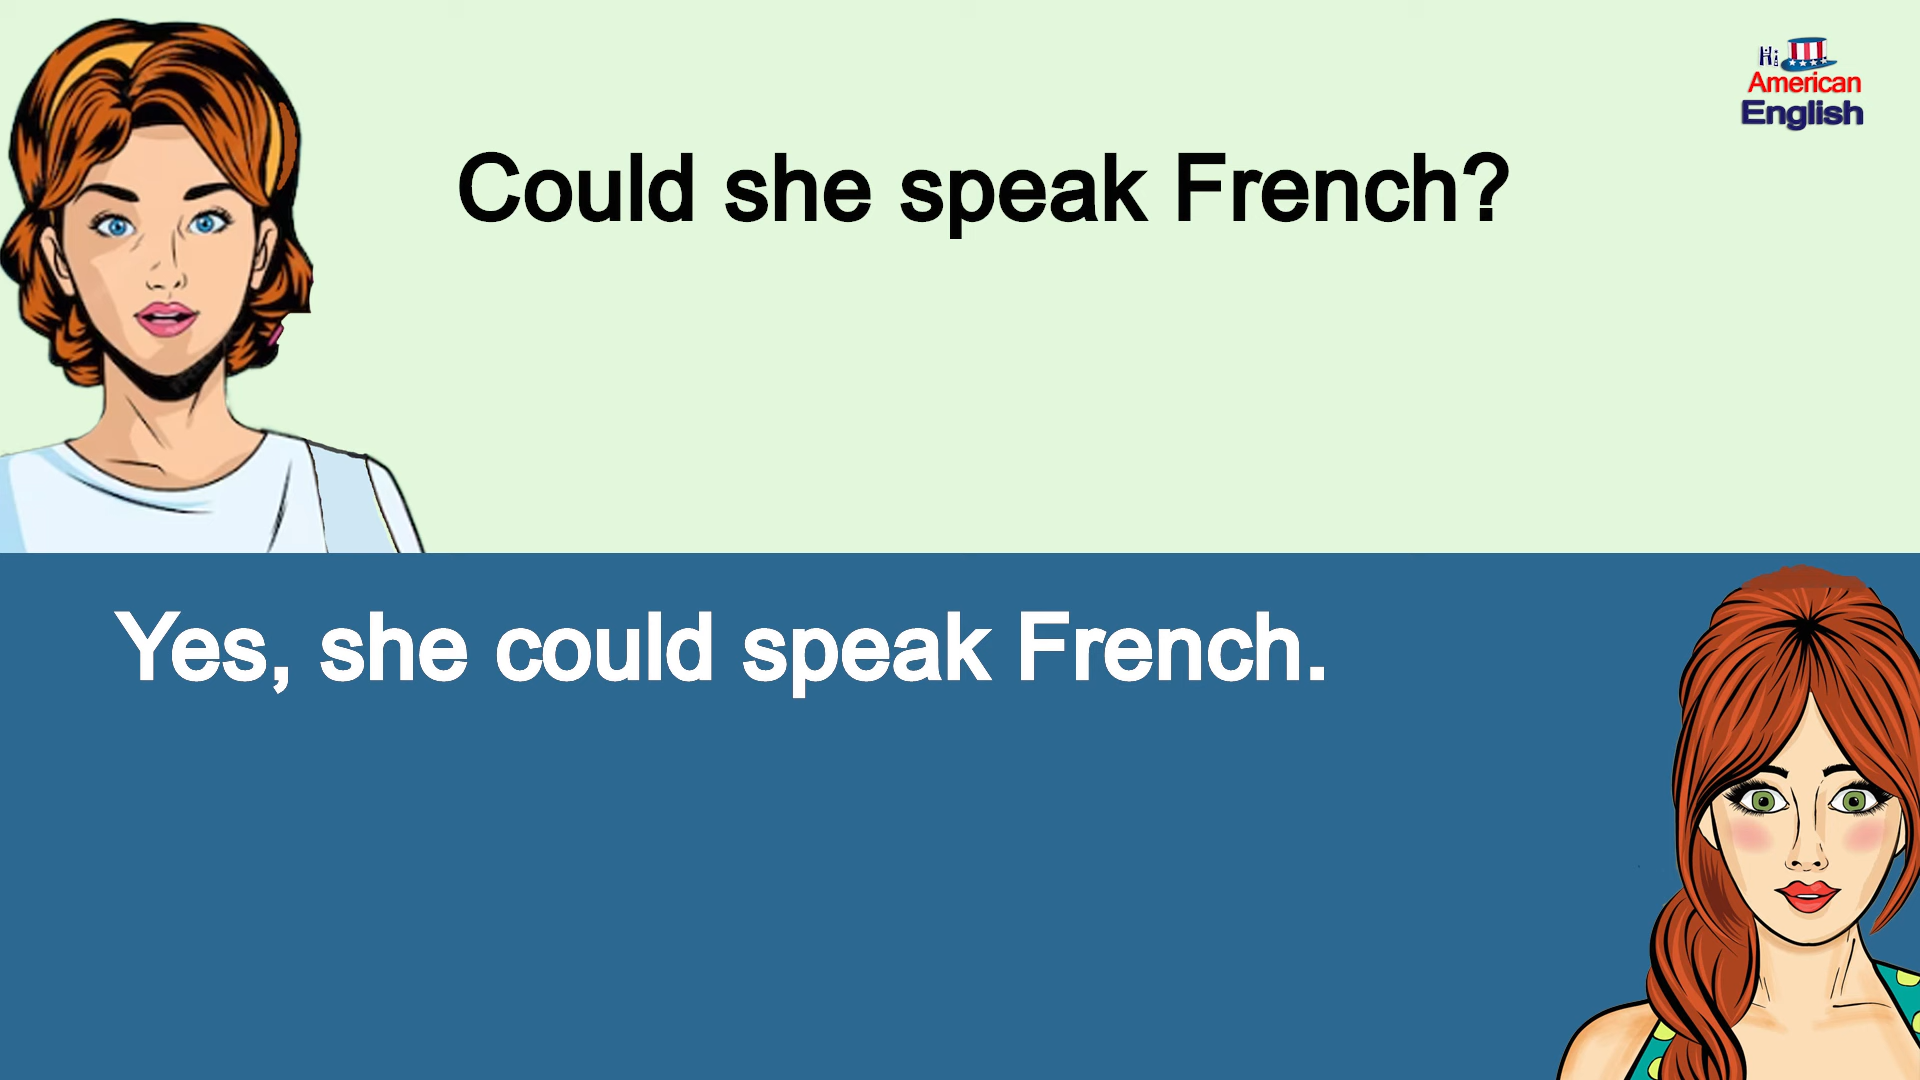 Hi
American
English
Could she speak French?
Yes, she could speak French.